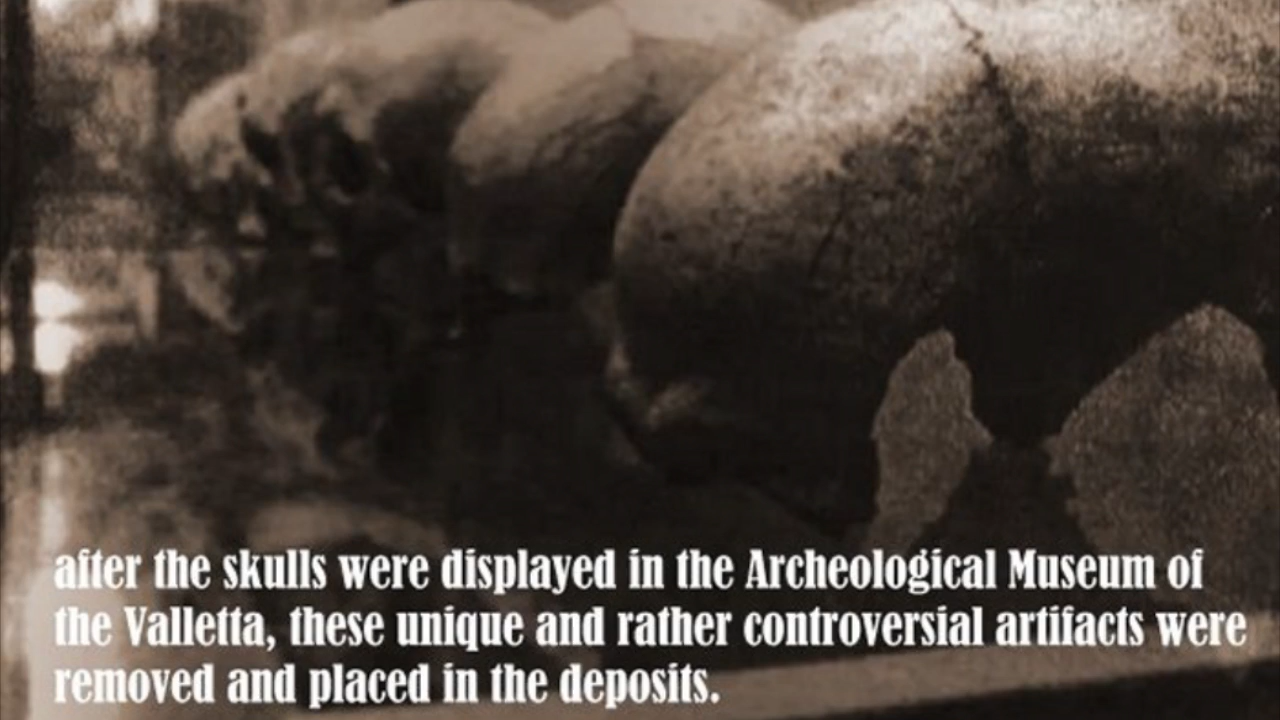 after the skulls were displayed in the Archeological Museum of
the Valletta, these unique and rather controversial artifacts were
removed and placed in the deposits.